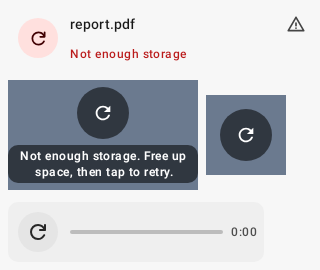 report.pdf
Not enough storage
Not enough storage. Free up
space, then tap to retry.
0:00